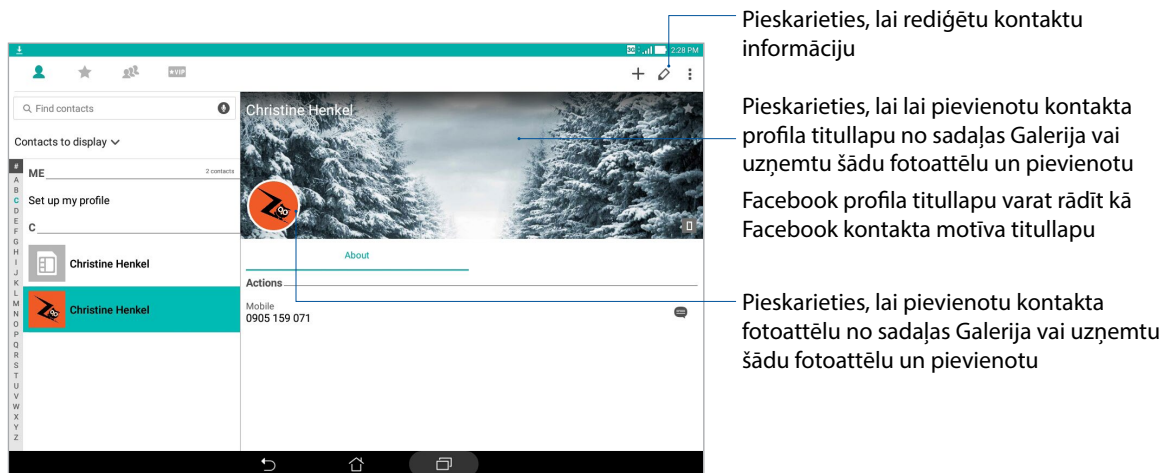 Pieskarieties, lai rediģētu kontaktu
informāciju
3G
2:28 PM
VIP
Find contacts
Christine Henkel
Contacts to display
Pieskarieties, lai lai pievienotu kontakta
profila titullapu no sadaļas Galerija vai
uzņemtu šādu fotoattēlu un pievienotu
Facebook profila titullapu varat rādīt kā
Facebook kontakta motīva titullapu
#
A
B
C
D
E
F
G
H
I
J
K
L
M
N
O
P
Q
R
S
T
U
V
W
X
Y
Z
ME
2 contacts
Set up my profile
C
Christine Henkel
Christine Henkel
Zoo
Zoo
About
Actions
Mobile
0905 159 071
Pieskarieties, lai pievienotu kontakta
fotoattēlu no sadaļas Galerija vai uzņemtu
šādu fotoattēlu un pievienotu